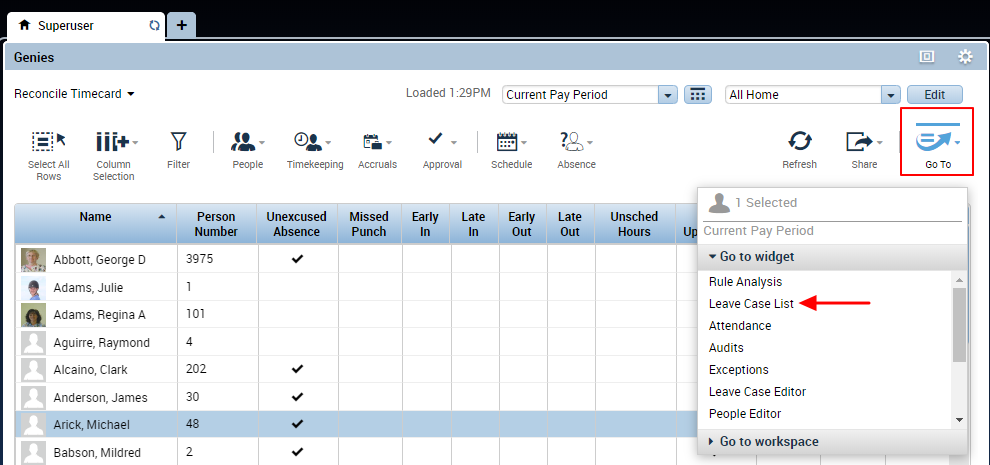 Superuser
+
Genies
Reconcile Timecard
Loaded 1:29PM
Current Pay Period
All Home
Edit
Select All
Rows
Column
Selection
Filter
People
Timekeeping
Accruals
Approval
Schedule
Absence
Refresh
Share
Go To
1 Selected
Current Pay Period
Go to widget
Rule Analysis
Leave Case List
Attendance
Audits
Exceptions
Leave Case Editor
People Editor
Go to workspace
Name
Person
Number
Unexcused
Absence
Missed
Punch
Early
In
Late
In
Early
Out
Late
Out
Unsched
Hours
Up
Abbott, George D 3975
Adams, Julie 1
Adams, Regina A 101
Aguirre, Raymond 4
Alcaino, Clark 202
Anderson, James 30
Arick, Michael 48
Babson, Mildred 2